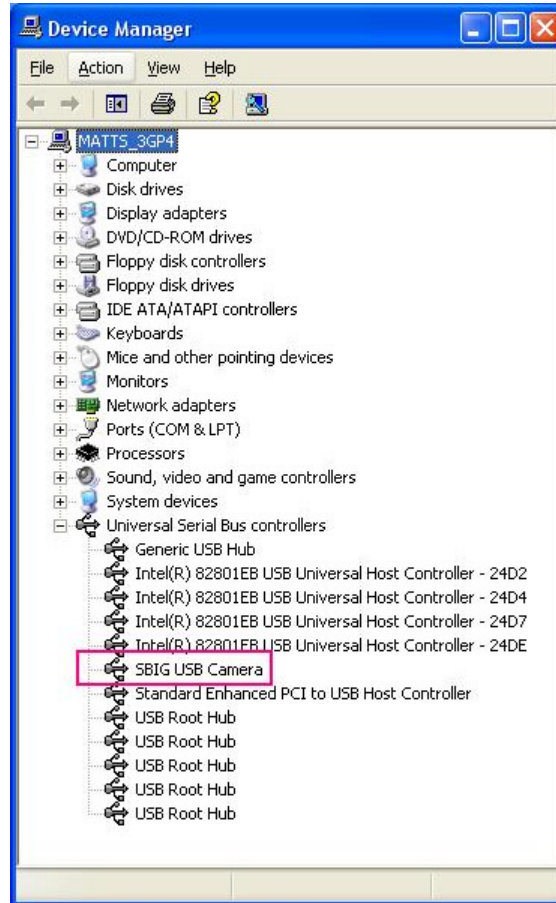 Device Manager
File Action View Help
MATTS_3GP4
Computer
Disk drives
Display adapters
DVD/CD-ROM drives
Floppy disk controllers
Floppy disk drives
IDE ATA/ATAPI controllers
Keyboards
Mice and other pointing devices
Monitors
Network adapters
Ports (COM & LPT)
Processors
Sound, video and game controllers
System devices
Universal Serial Bus controllers
Generic USB Hub
Intel(R) 82801EB USB Universal Host Controller - 24D2
Intel(R) 82801EB USB Universal Host Controller - 24D4
Intel(R) 82801EB USB Universal Host Controller - 24D7
Intel(R) 82801EB USB Universal Host Controller - 24DE
SBIG USB Camera
Standard Enhanced PCI to USB Host Controller
USB Root Hub
USB Root Hub
USB Root Hub
USB Root Hub
USB Root Hub